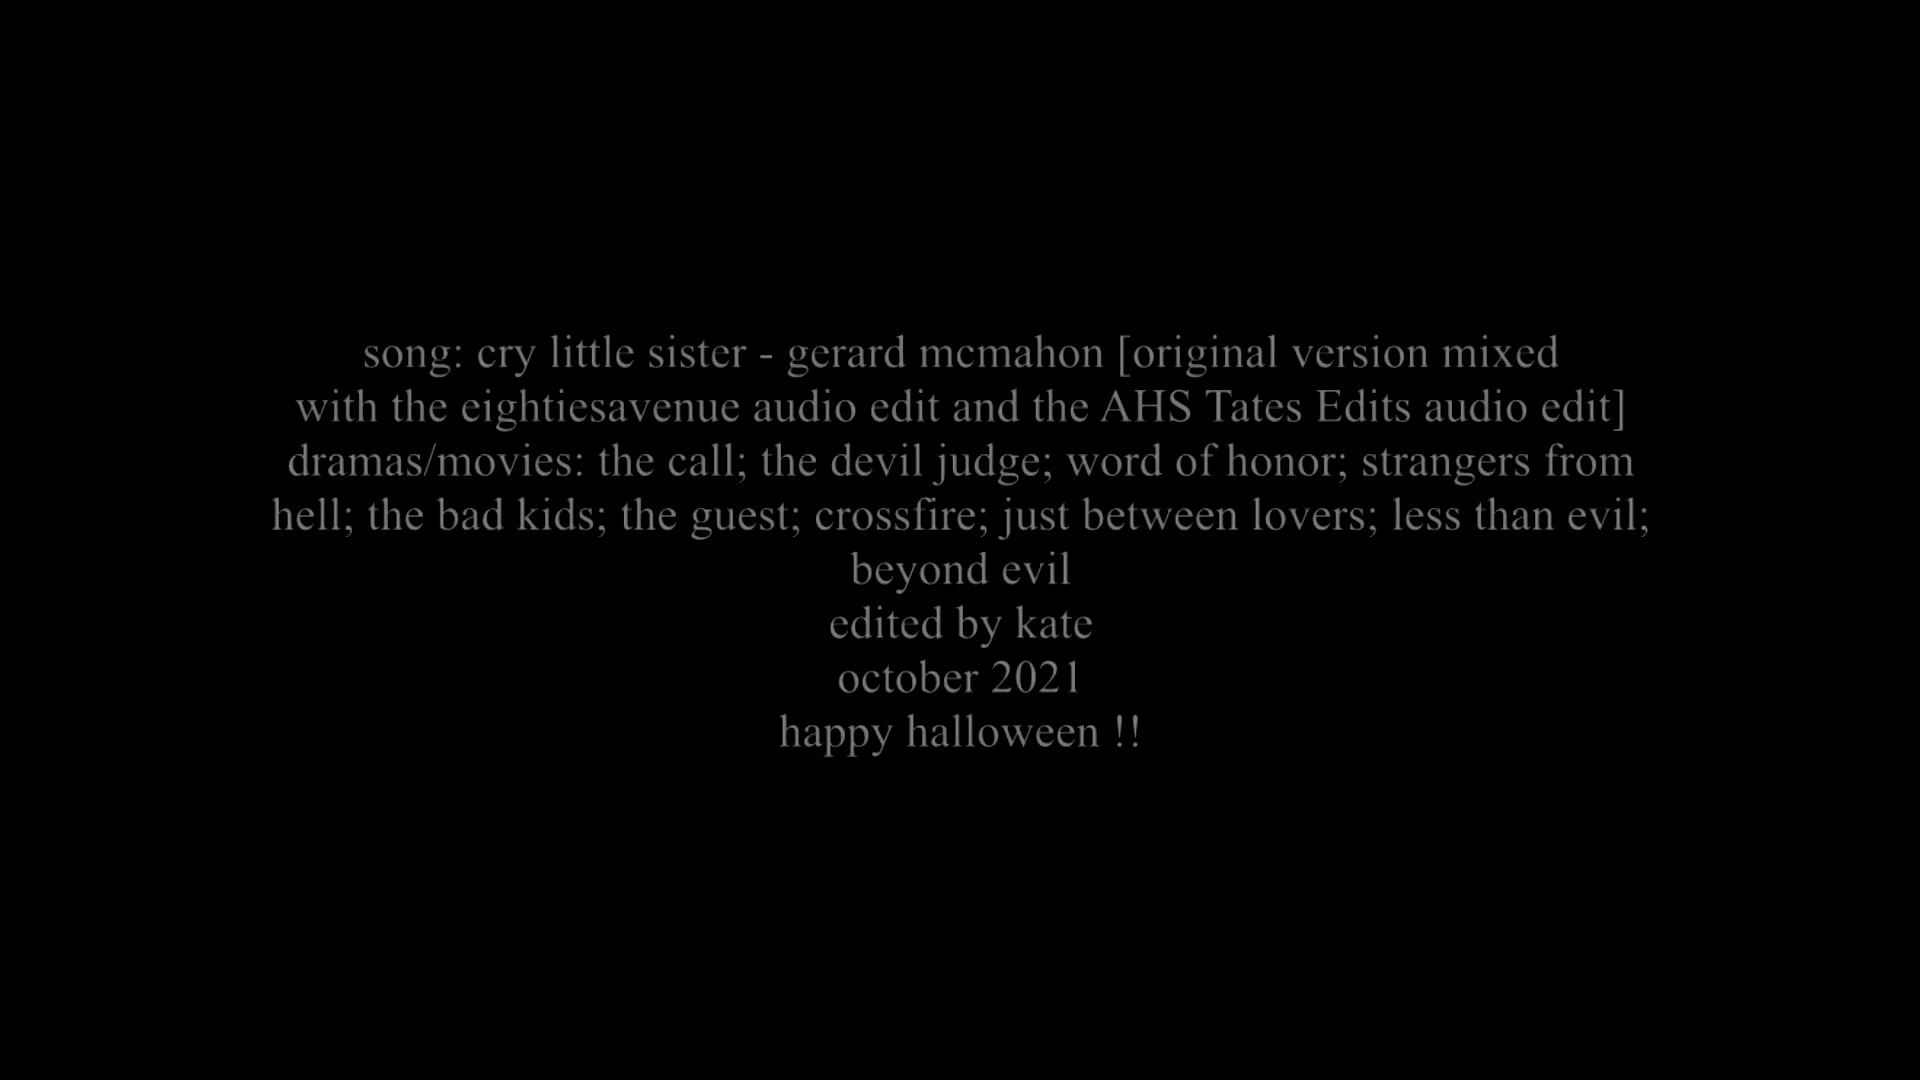 song: cry little sister - gerard mcmahon [original version mixed
with the eightiesavenue audio edit and the AHS Tates Edits audio edit]
dramas/movies: the call; the devil judge; word of honor; strangers from
hell; the bad kids; the guest; crossfire; just between lovers; less than evil;
beyond evil
edited by kate
october 2021
happy halloween !!